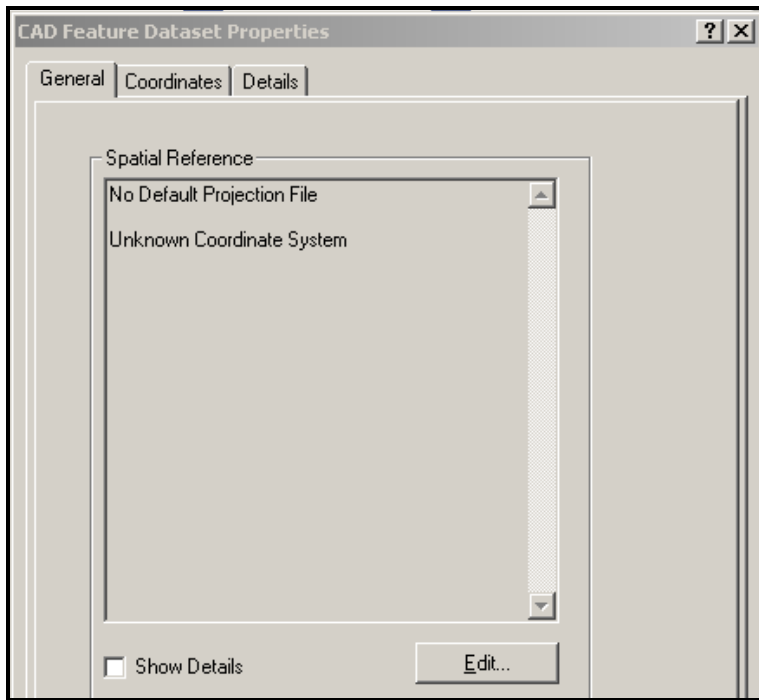 CAD Feature Dataset Properties
General Coordinates Details
Spatial Reference
No Default Projection File
Unknown Coordinate System
Show Details
Edit...